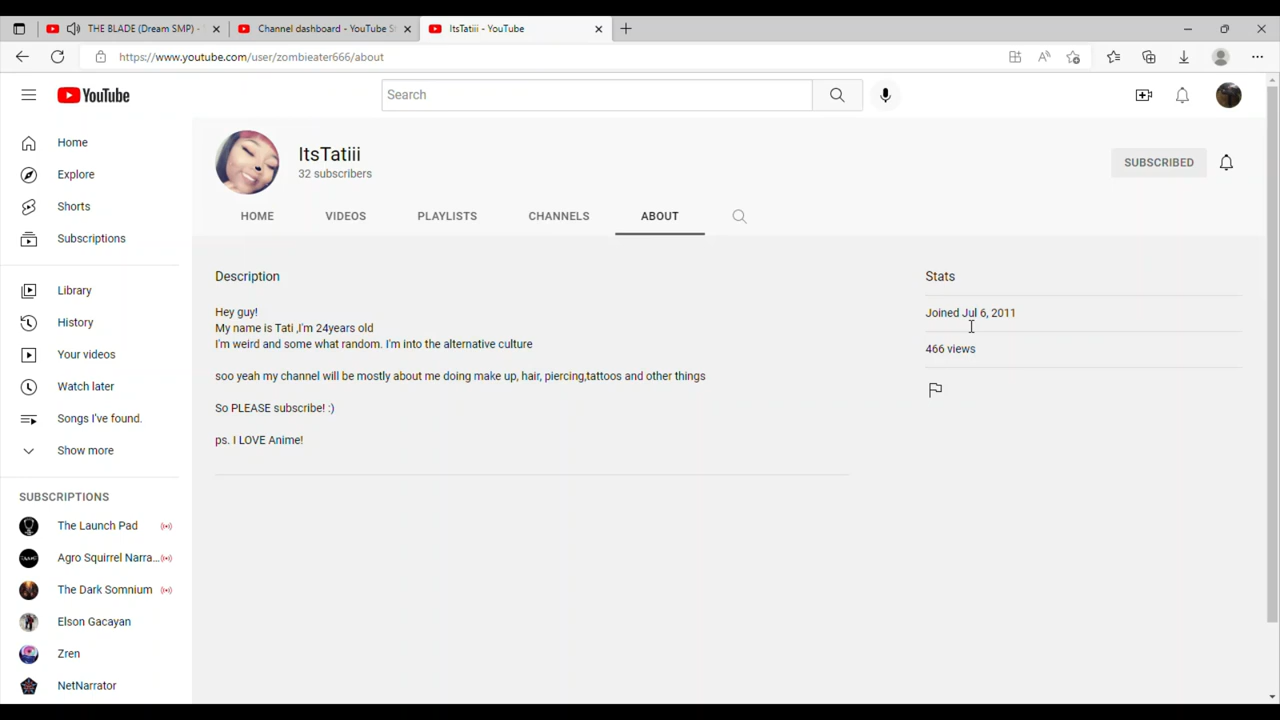 THE BLADE (Dream SMP) -
Channel dashboard - YouTube S
ItsTatiii - YouTube
https://www.youtube.com/user/zombieater666/about
YouTube
Search
Home
Explore
Shorts
Subscriptions
Library
History
Your videos
Watch later
Songs I've found.
Show more
SUBSCRIPTIONS
The Launch Pad
Agro Squirrel Narra...
The Dark Somnium
Elson Gacayan
Zren
NetNarrator
ItsTatiii
32 subscribers
SUBSCRIBED
HOME VIDEOS PLAYLISTS CHANNELS ABOUT
Description
Hey guy!
My name is Tati ,I'm 24years old
I'm weird and some what random. I'm into the alternative culture
soo yeah my channel will be mostly about me doing make up, hair, piercing,tattoos and other things
So PLEASE subscribe! :)
ps. I LOVE Anime!
Stats
Joined Jul 6, 2011
466 views